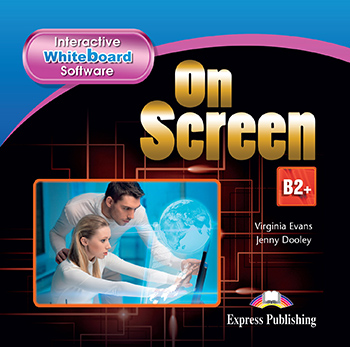 Interactive
Whiteboard
Software
On
Screen
B2+
Virginia Evans
Jenny Dooley
Express Publishing